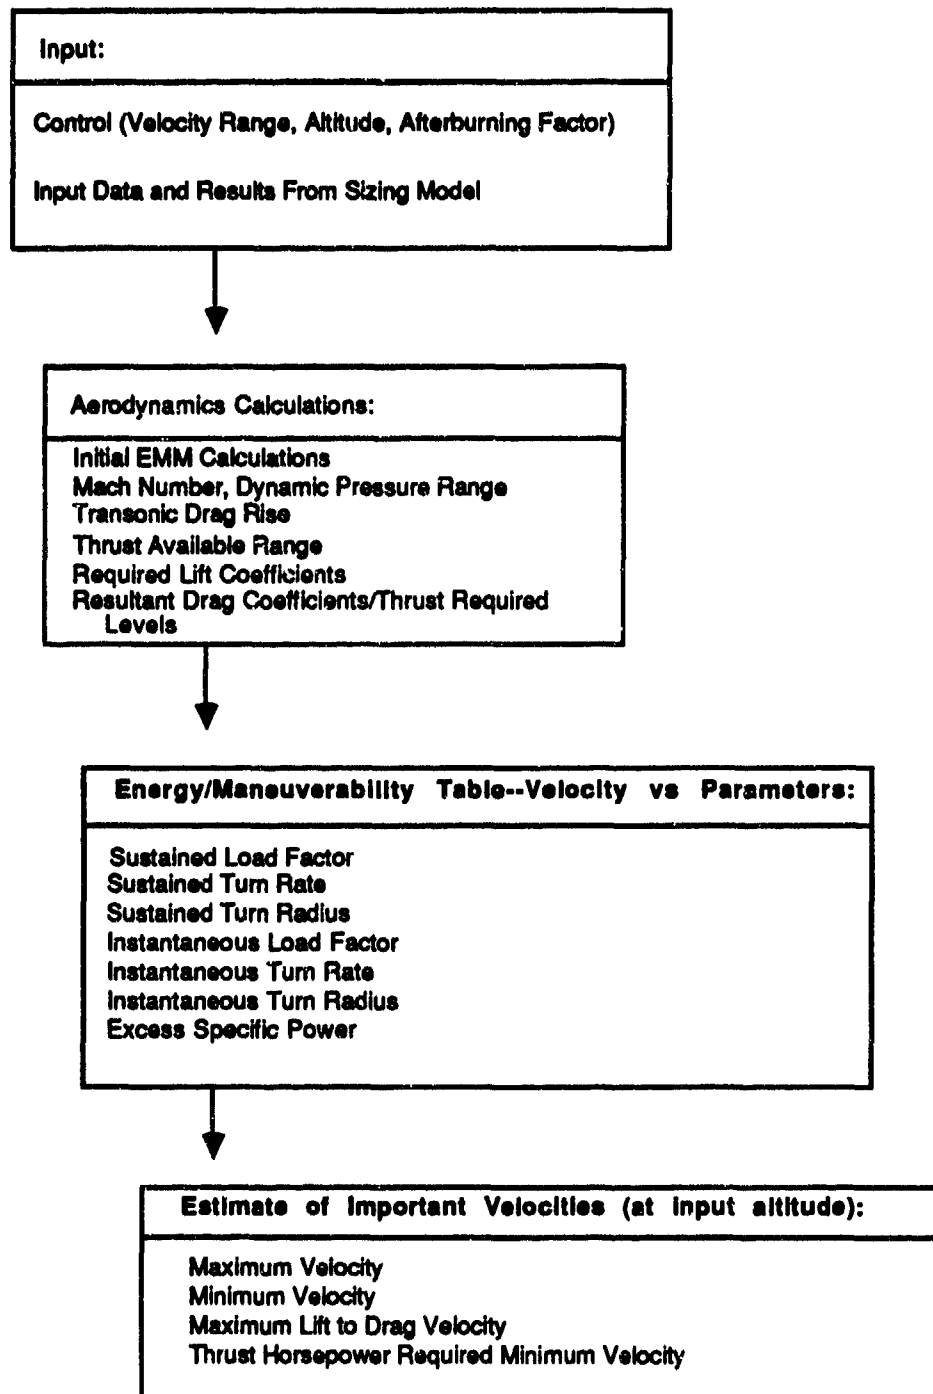 Input:
Control (Velocity Range, Altitude, Afterburning Factor)
Input Data and Results From Sizing Model
Aerodynamics Calculations:
Initial EMM Calculations
Mach Number, Dynamic Pressure Range
Transonic Drag Rise
Thrust Available Range
Required Lift Coefficients
Resultant Drag Coefficients/Thrust Required
Levels
Energy/Maneuverability Table--Velocity vs Parameters:
Sustained Load Factor
Sustained Turn Rate
Sustained Turn Radius
Instantaneous Load Factor
Instantaneous Turn Rate
Instantaneous Turn Radius
Excess Specific Power
Estimate of Important Velocities (at input altitude):
Maximum Velocity
Minimum Velocity
Maximum Lift to Drag Velocity
Thrust Horsepower Required Minimum Velocity